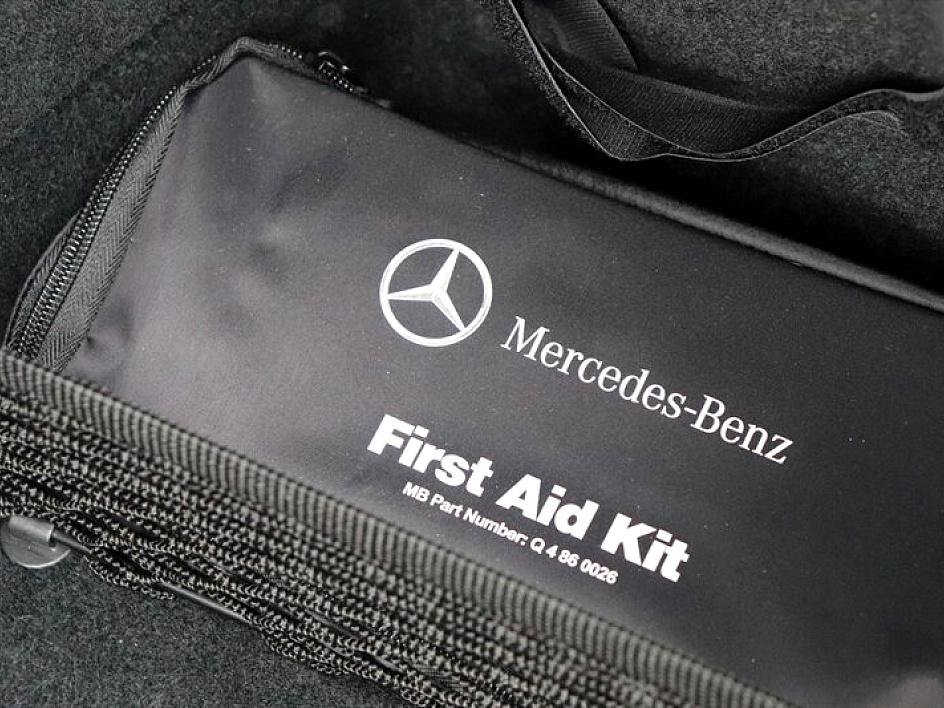 Mercedes-Benz
First Aid Kit
MB Part Number: Q 4 86 0026